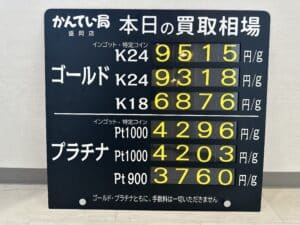 かんてい局 本日の買取相場
盛岡店
インゴット・特定コイン
K24 9515 円/g
ゴールド K24 9318 円/g
K18 6876 円/g
インゴット・特定コイン
Pt1000 4296 円/g
プラチナ Pt1000 4203 円/g
Pt900 3760 円/g
ゴールド・プラチナともに、手数料は一切いただきません